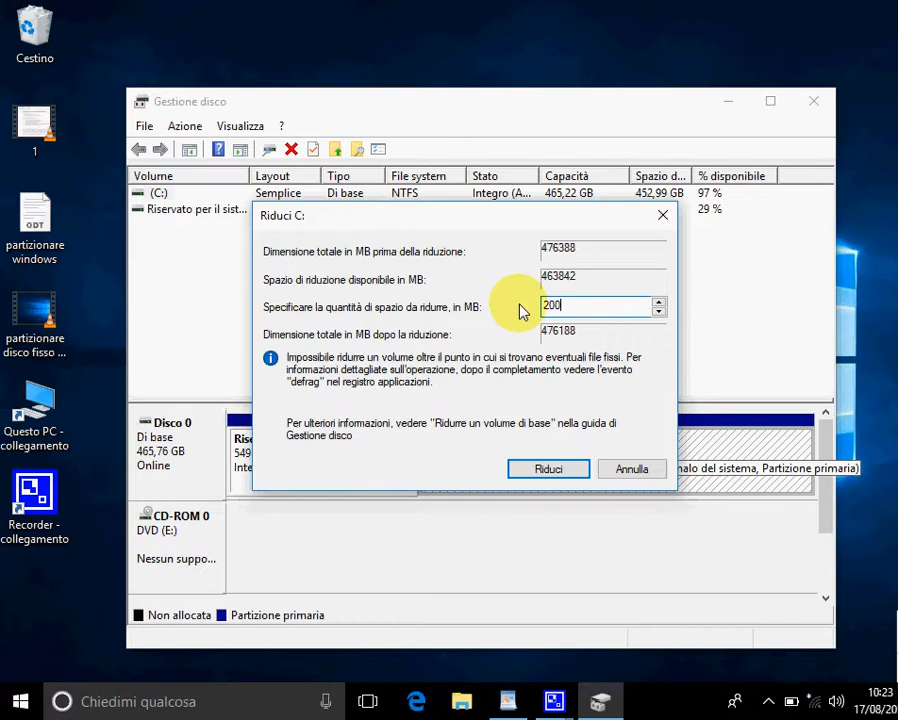 Cestino
1
partizionare
windows
partizionare
disco fisso ...
Questo PC -
collegamento
Recorder -
collegamento
Gestione disco
File Azione Visualizza ?
Volume Layout Tipo File system Stato Capacità Spazio d... % disponibile
(C:) Semplice Di base NTFS Integro (A... 465,22 GB 452,99 GB 97 %
Riservato per il sist... 29 %
Riduci C:
Dimensione totale in MB prima della riduzione: 476388
Spazio di riduzione disponibile in MB: 463842
Specificare la quantità di spazio da ridurre, in MB: 200
Dimensione totale in MB dopo la riduzione: 476188
Impossibile ridurre un volume oltre il punto in cui si trovano eventuali file fissi. Per
informazioni dettagliate sull'operazione, dopo il completamento vedere l'evento
"defrag" nel registro applicazioni.
Per ulteriori informazioni, vedere "Ridurre un volume di base" nella guida di
Gestione disco
Riduci Annulla
Disco 0
Di base
465,76 GB
Online
Rise
549
Inte
nalo del sistema, Partizione primaria)
CD-ROM 0
DVD (E:)
Nessun suppo...
Non allocata Partizione primaria
Chiedimi qualcosa
10:23
17/08/20